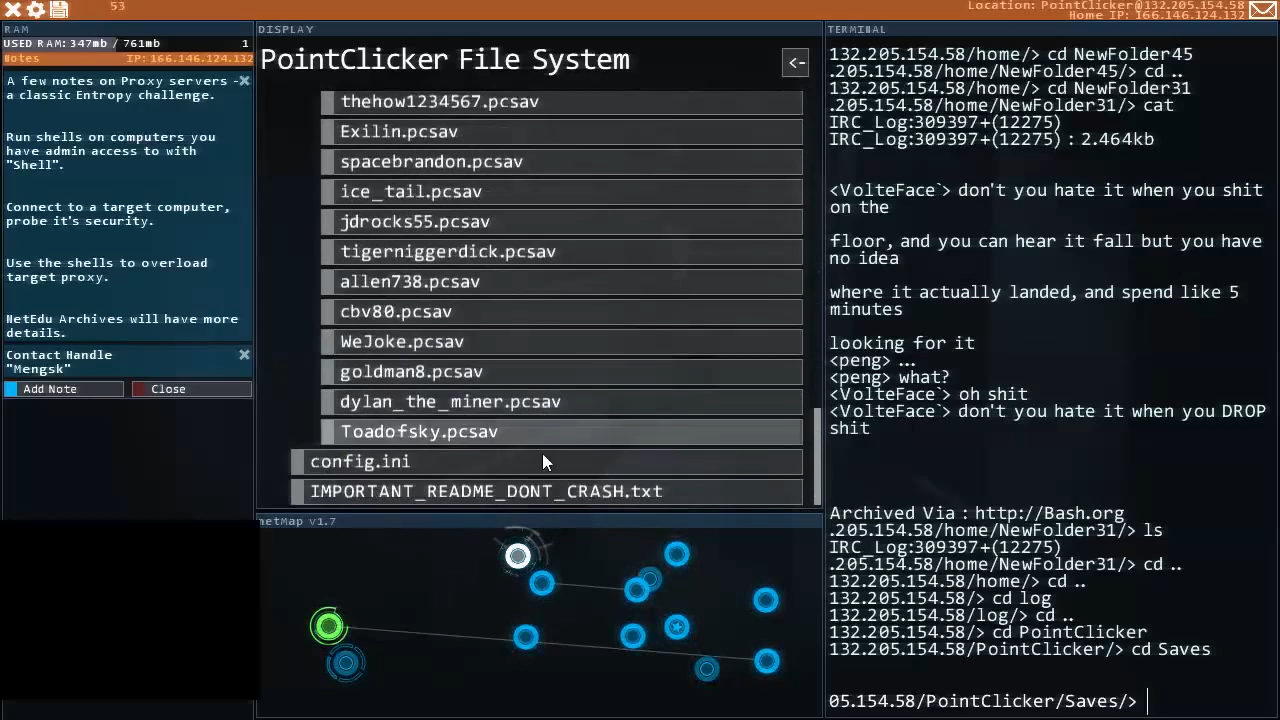 53
Location: PointClicker@132.205.154.58
Home IP: 166.146.124.132
RAM
USED RAM: 347mb / 761mb
1
Notes
IP: 166.146.124.132
A few notes on Proxy servers -
a classic Entropy challenge.
Run shells on computers you
have admin access to with
"Shell".
Connect to a target computer,
probe it's security.
Use the shells to overload
target proxy.
NetEdu Archives will have more
details.
Contact Handle
"Mengsk"
Add Note
Close
DISPLAY
PointClicker File System
<-
thehow1234567.pcsav
Exilin.pcsav
spacebrandon.pcsav
ice_tail.pcsav
jdrocks55.pcsav
tigerniggerdick.pcsav
allen738.pcsav
cbv80.pcsav
WeJoke.pcsav
goldman8.pcsav
dylan_the_miner.pcsav
Toadofsky.pcsav
config.ini
IMPORTANT_README_DONT_CRASH.txt
netMap v1.7
TERMINAL
132.205.154.58/home/> cd NewFolder45
.205.154.58/home/NewFolder45/> cd ..
132.205.154.58/home/> cd NewFolder31
.205.154.58/home/NewFolder31/> cat
IRC_Log:309397+(12275)
IRC_Log:309397+(12275) : 2.464kb
<VolteFace`> don't you hate it when you shit
on the
floor, and you can hear it fall but you have
no idea
where it actually landed, and spend like 5
minutes
looking for it
<peng> ...
<peng> what?
<VolteFace`> oh shit
<VolteFace`> don't you hate it when you DROP
shit
Archived Via : http://Bash.org
.205.154.58/home/NewFolder31/> ls
IRC_Log:309397+(12275)
.205.154.58/home/NewFolder31/> cd ..
132.205.154.58/home/> cd ..
132.205.154.58/> cd log
132.205.154.58/log/> cd ..
132.205.154.58/> cd PointClicker
132.205.154.58/PointClicker/> cd Saves
05.154.58/PointClicker/Saves/>